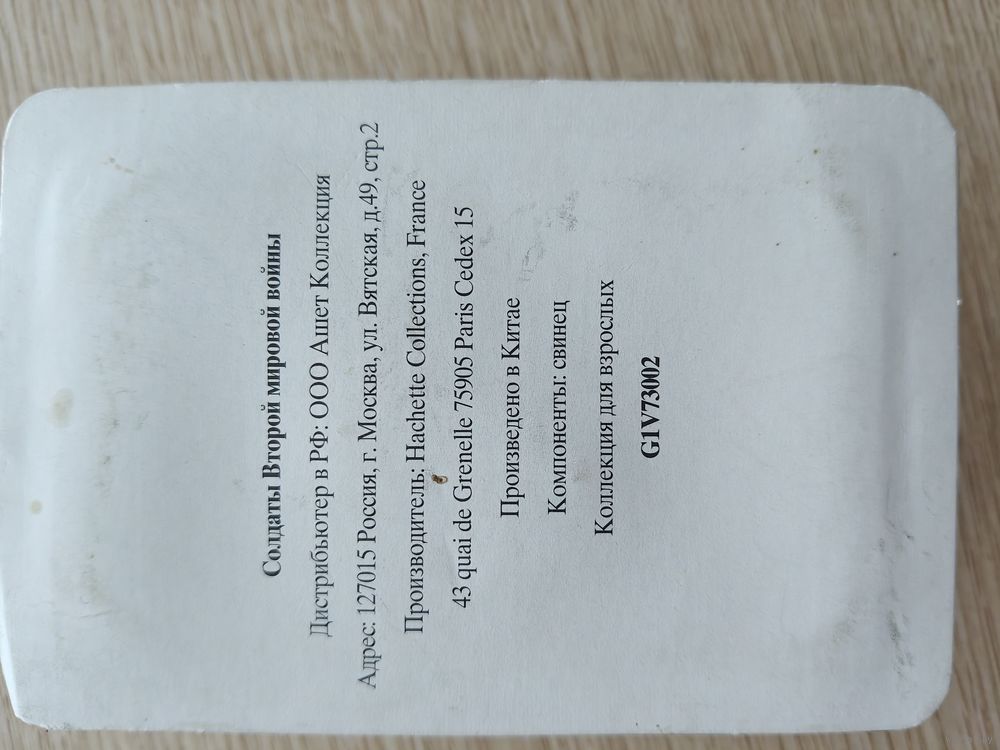 Солдаты Второй мировой войны
Дистрибьютер в РФ: ООО Ашет Коллекция
Адрес: 127015 Россия, г. Москва, ул. Вятская, д.49, стр.2
Производитель: Hachette Collections, France
43 quai de Grenelle 75905 Paris Cedex 15
Произведено в Китае
Компоненты: свинец
Коллекция для взрослых
G1V73002